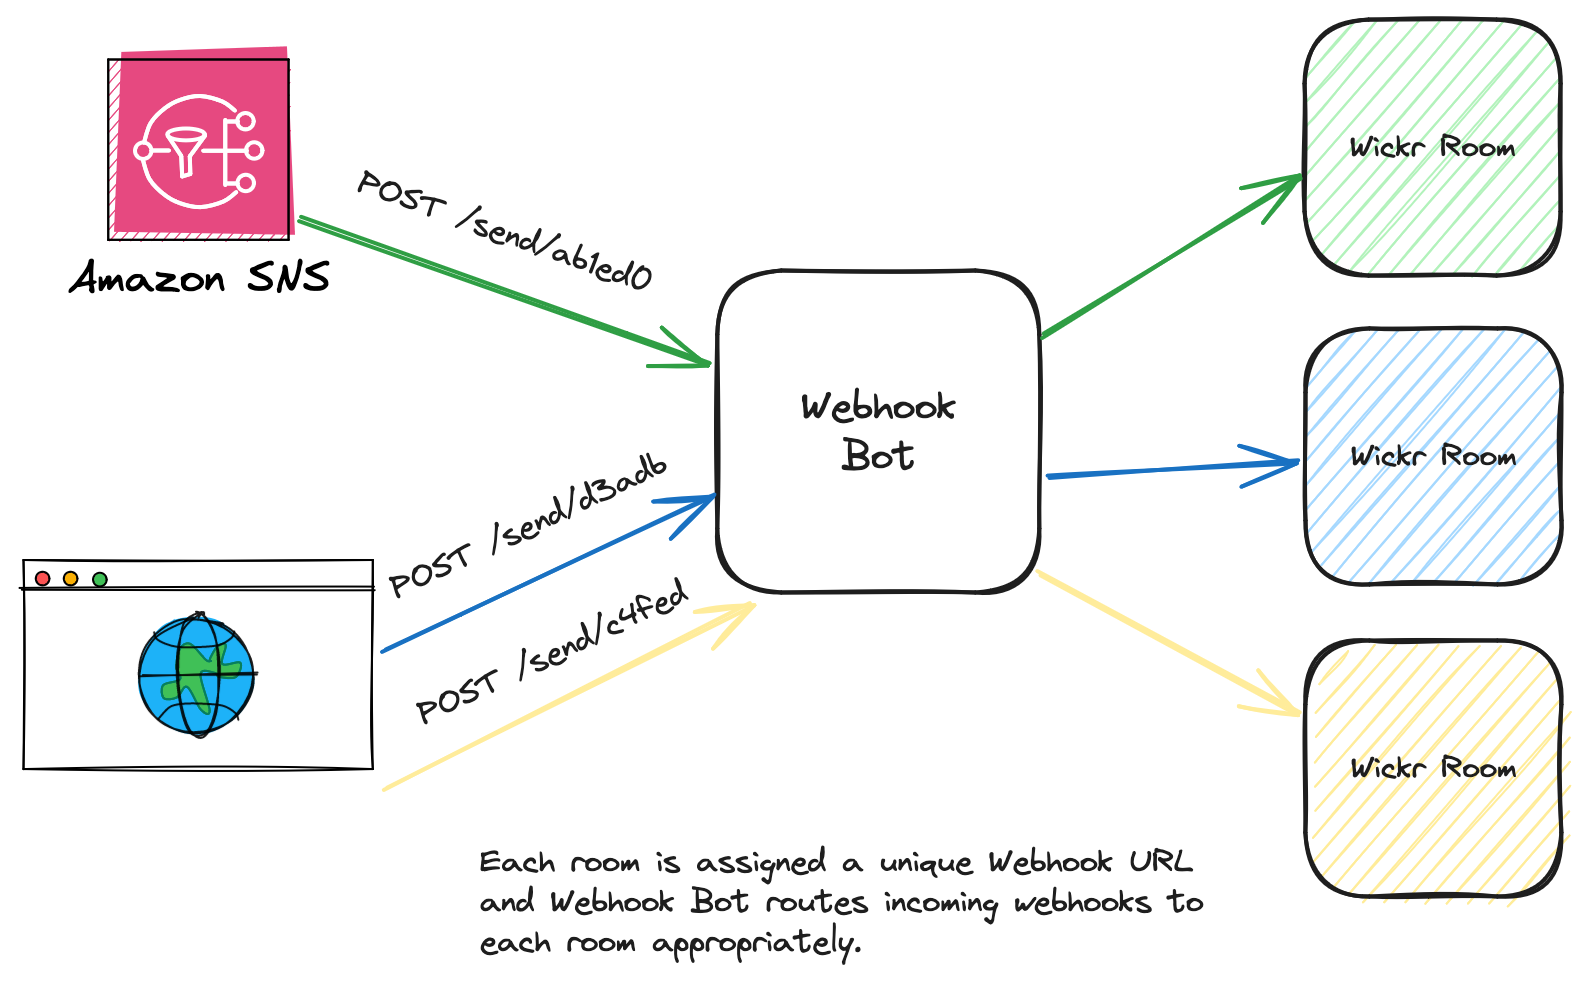 Amazon SNS
POST /send/ab1ed0
POST /send/d3adb
POST /send/c4fed
Webhook
Bot
Wickr Room
Wickr Room
Wickr Room
Each room is assigned a unique Webhook URL
and Webhook Bot routes incoming webhooks to
each room appropriately.